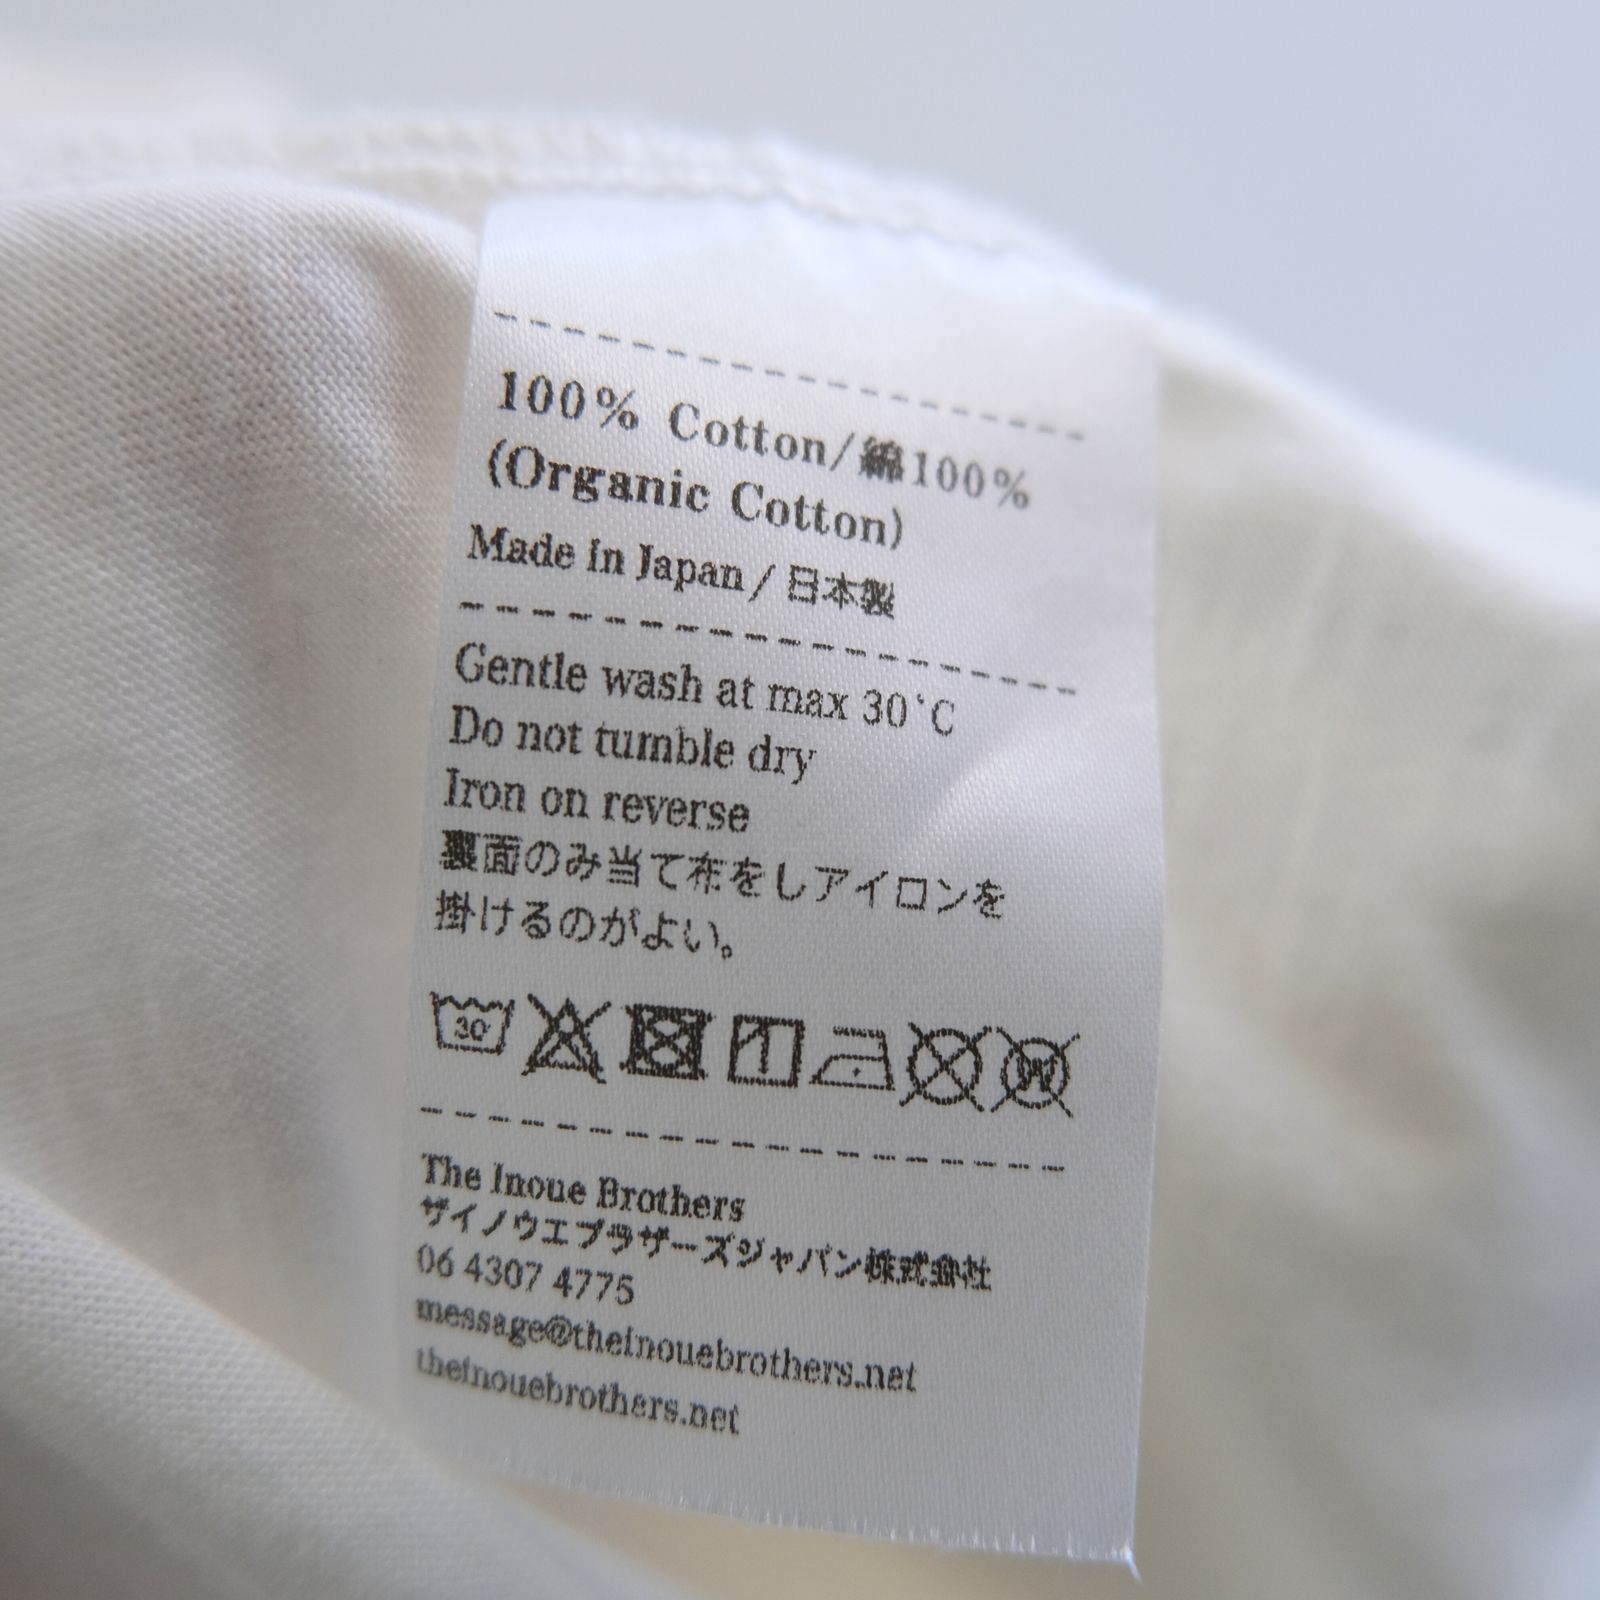 100% Cotton/綿100%
(Organic Cotton)
Made in Japan / 日本製
Gentle wash at max 30°C
Do not tumble dry
Iron on reverse
裏面のみ当て布をしアイロンを
掛けるのがよい。
30 W
The Inoue Brothers
ザイノウエブラザーズジャパン株式会社
06 4307 4775
message@theinouebrothers.net
theinouebrothers.net